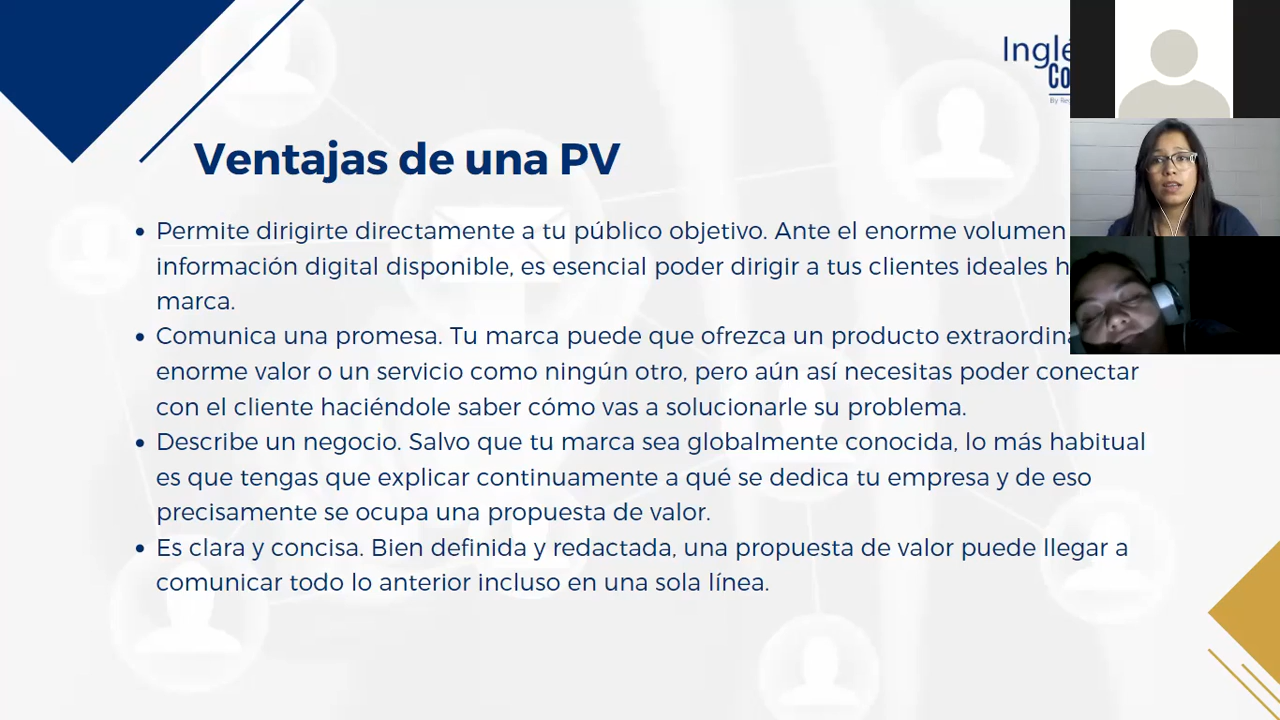 Ventajas de una PV
• Permite dirigirte directamente a tu público objetivo. Ante el enorme volumen
información digital disponible, es esencial poder dirigir a tus clientes ideales h
marca.
• Comunica una promesa. Tu marca puede que ofrezca un producto extraordina
enorme valor o un servicio como ningún otro, pero aún así necesitas poder conectar
con el cliente haciéndole saber cómo vas a solucionarle su problema.
• Describe un negocio. Salvo que tu marca sea globalmente conocida, lo más habitual
es que tengas que explicar continuamente a qué se dedica tu empresa y de eso
precisamente se ocupa una propuesta de valor.
• Es clara y concisa. Bien definida y redactada, una propuesta de valor puede llegar a
comunicar todo lo anterior incluso en una sola línea.
Inglé
Co
By Re